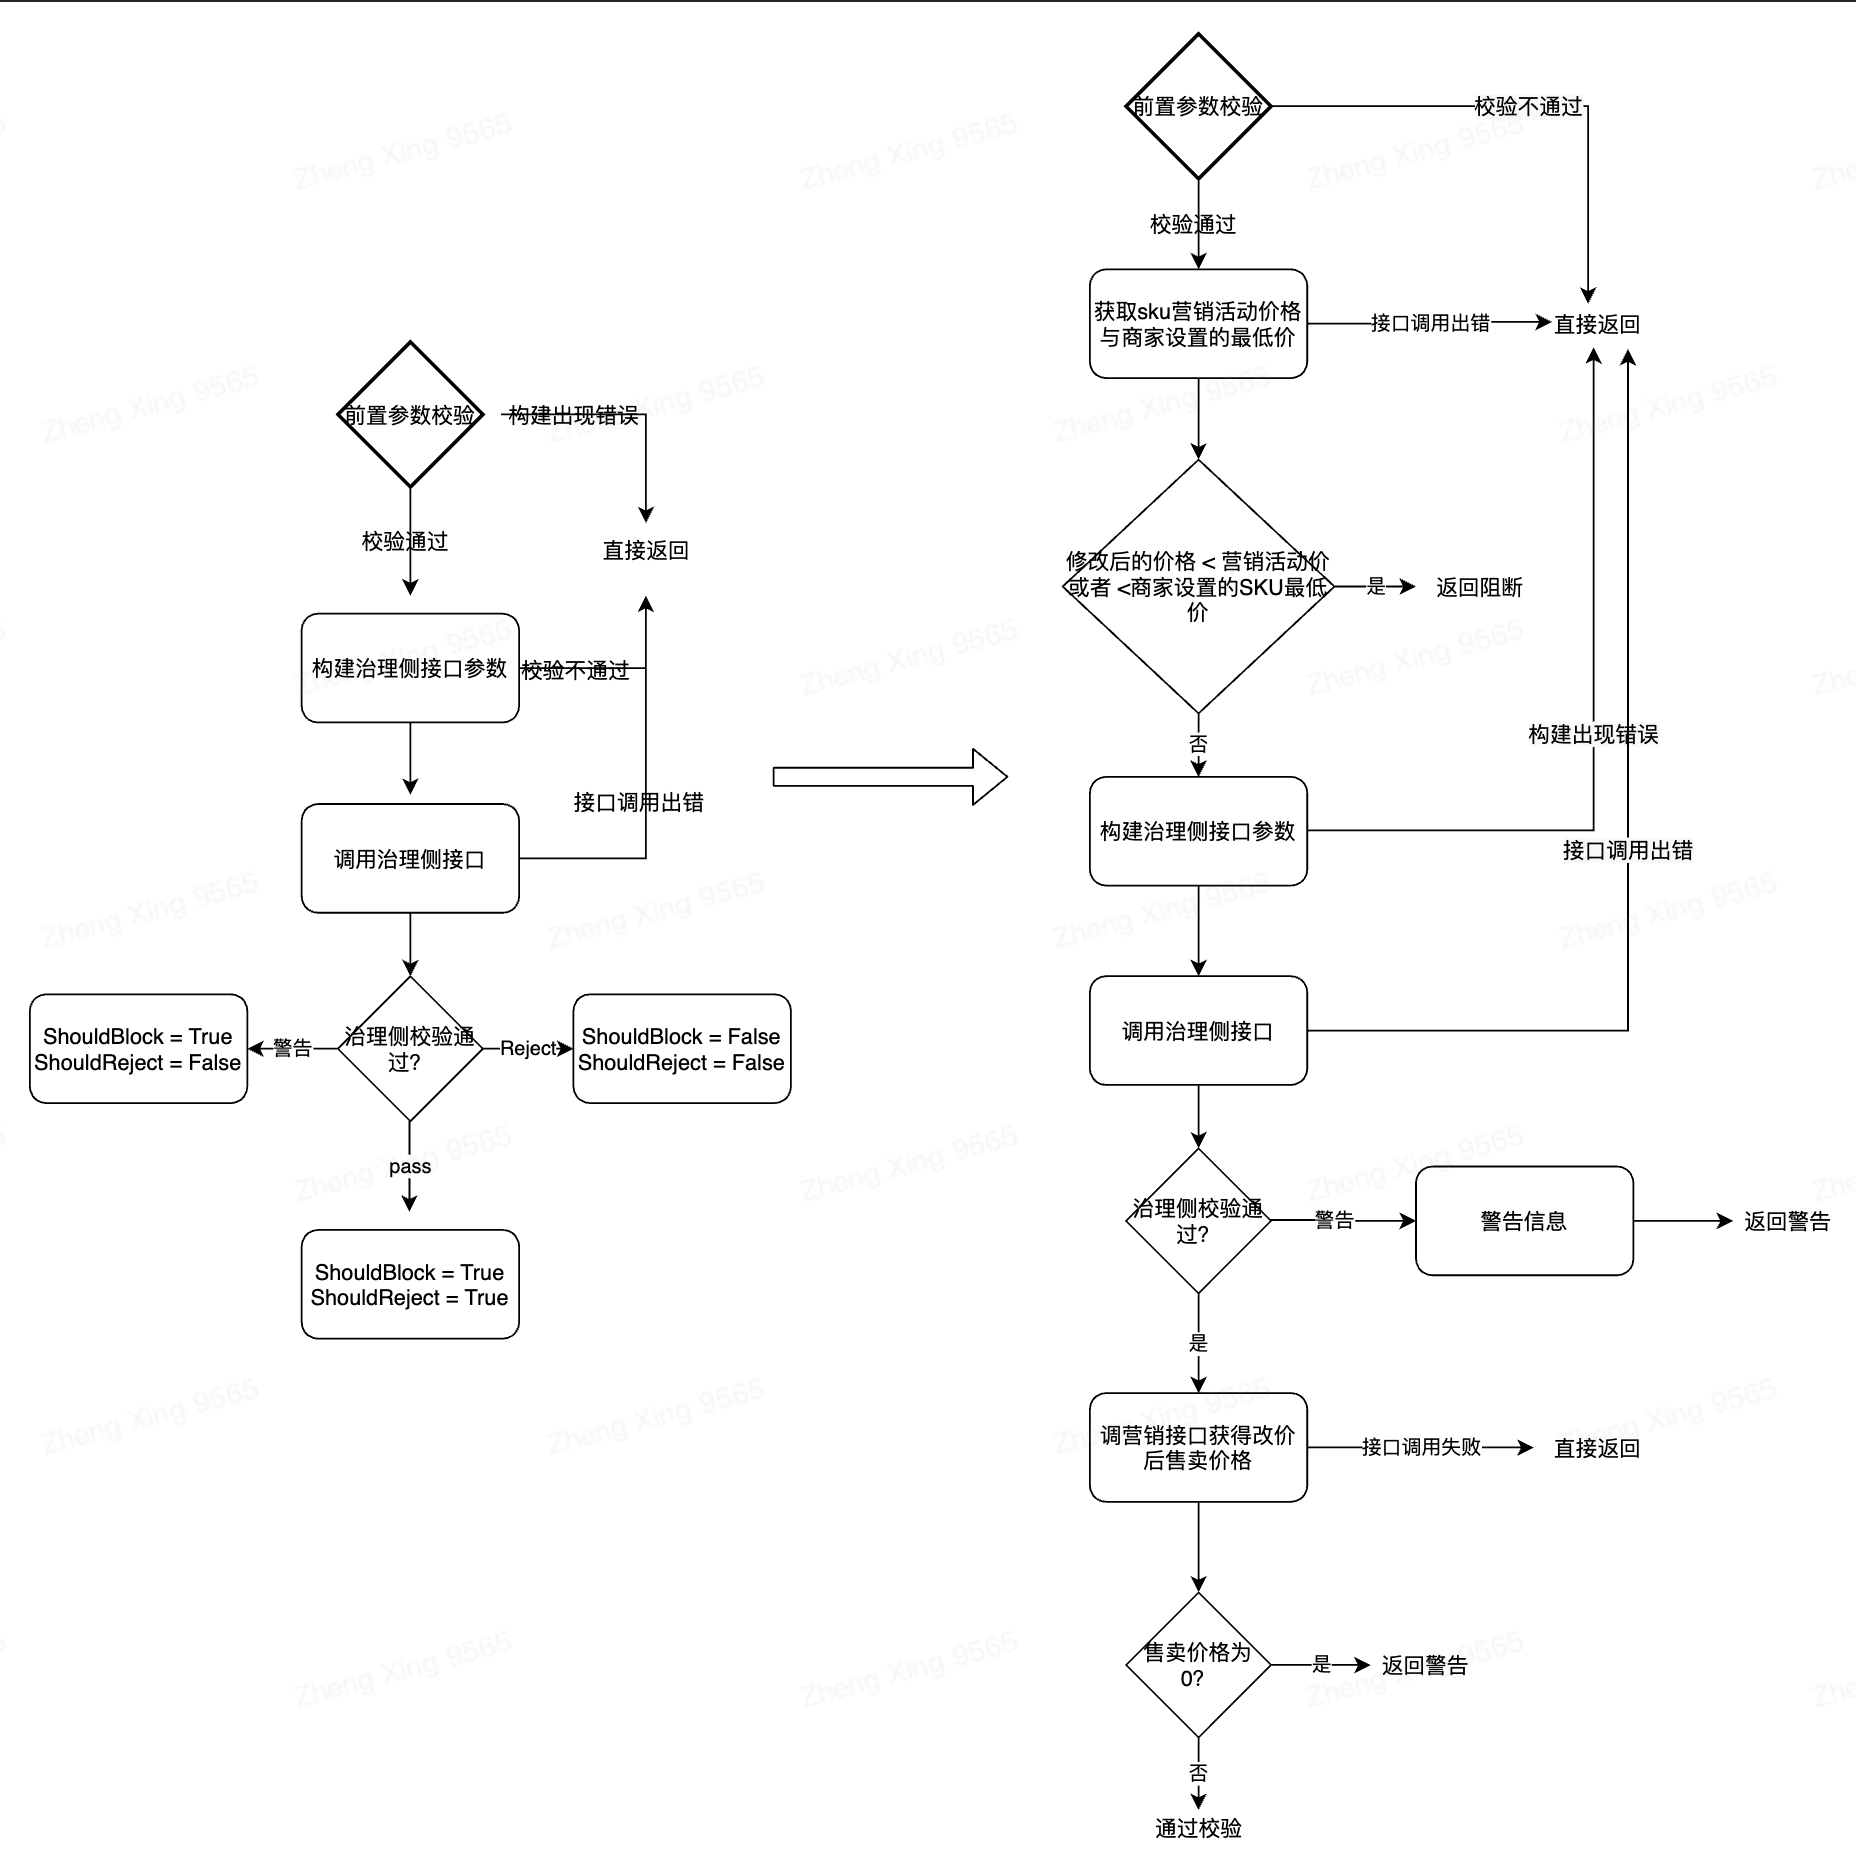 前置参数校验
构建出现错误
校验通过
直接返回
构建治理侧接口参数
校验不通过
接口调用出错
调用治理侧接口
ShouldBlock = True
ShouldReject = False
警告
治理侧校验通
过?
Reject
ShouldBlock = False
ShouldReject = False
pass
ShouldBlock = True
ShouldReject = True
前置参数校验
校验不通过
校验通过
获取sku营销活动价格
与商家设置的最低价
接口调用出错
直接返回
修改后的价格 < 营销活动价
或者 <商家设置的SKU最低
价
是
返回阻断
否
构建出现错误
构建治理侧接口参数
接口调用出错
调用治理侧接口
治理侧校验通
过?
警告
警告信息
返回警告
是
调营销接口获得改价
后售卖价格
接口调用失败
直接返回
售卖价格为
0?
是
返回警告
否
通过校验
Zheng Xing 9565